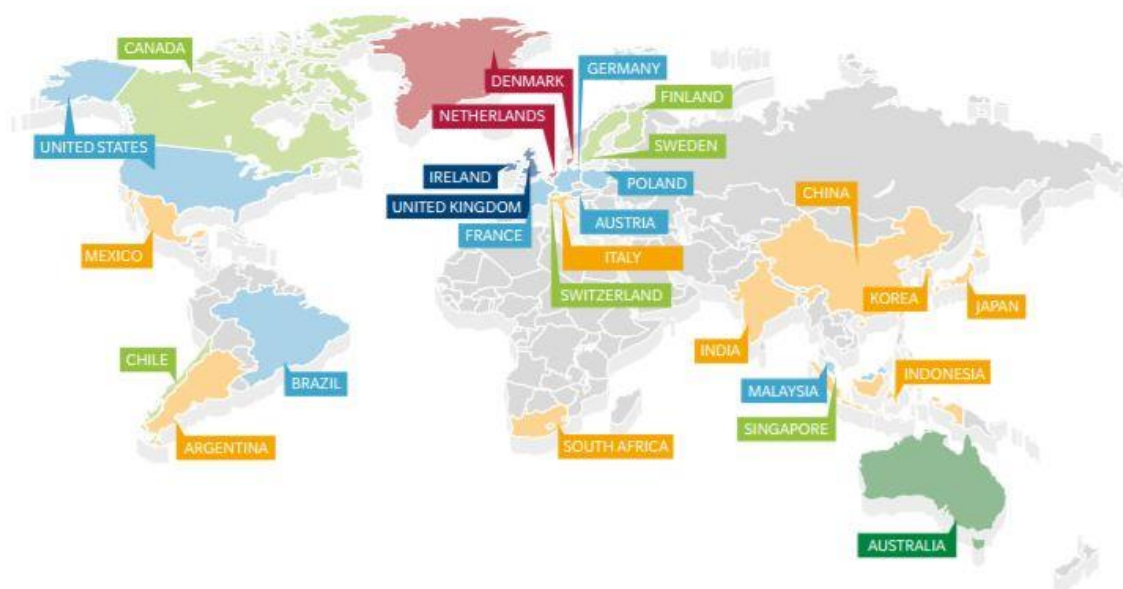 CANADA
DENMARK
GERMANY
NETHERLANDS
FINLAND
UNITED STATES
SWEDEN
IRELAND
POLAND
UNITED KINGDOM
CHINA
FRANCE
AUSTRIA
MEXICO
ITALY
SWITZERLAND
KOREA
JAPAN
INDIA
CHILE
BRAZIL
MALAYSIA
INDONESIA
SINGAPORE
ARGENTINA
SOUTH AFRICA
AUSTRALIA